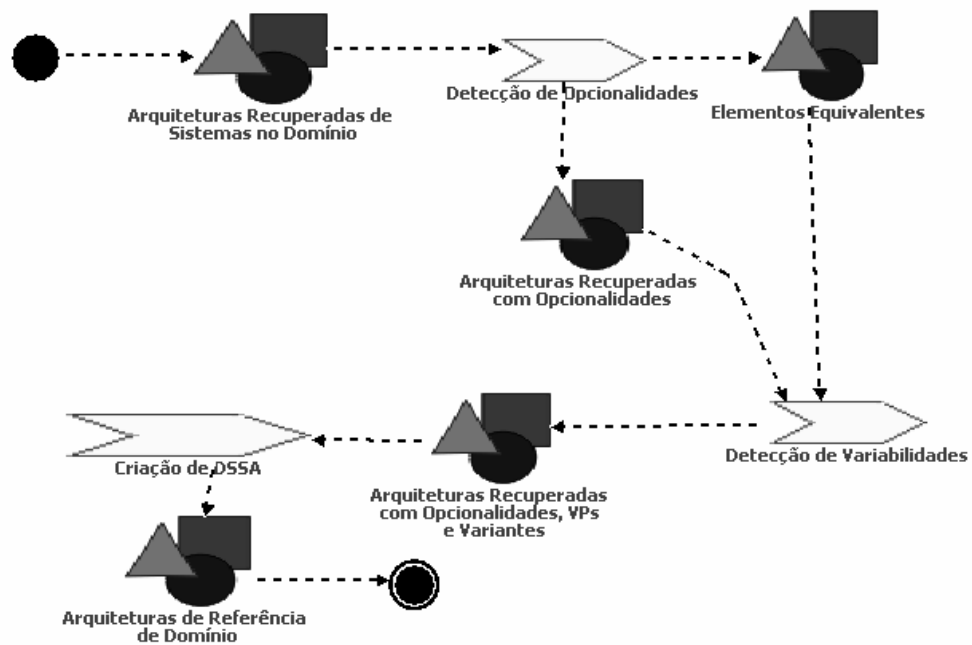 Arquiteturas Recuperadas de
Sistemas no Domínio
Detecção de Opcionalidades
Elementos Equivalentes
Arquiteturas Recuperadas
com Opcionalidades
Detecção de Variabilidades
Arquiteturas Recuperadas
com Opcionalidades, VPs
e Variantes
Criação de DSSA
Arquiteturas de Referência
de Domínio